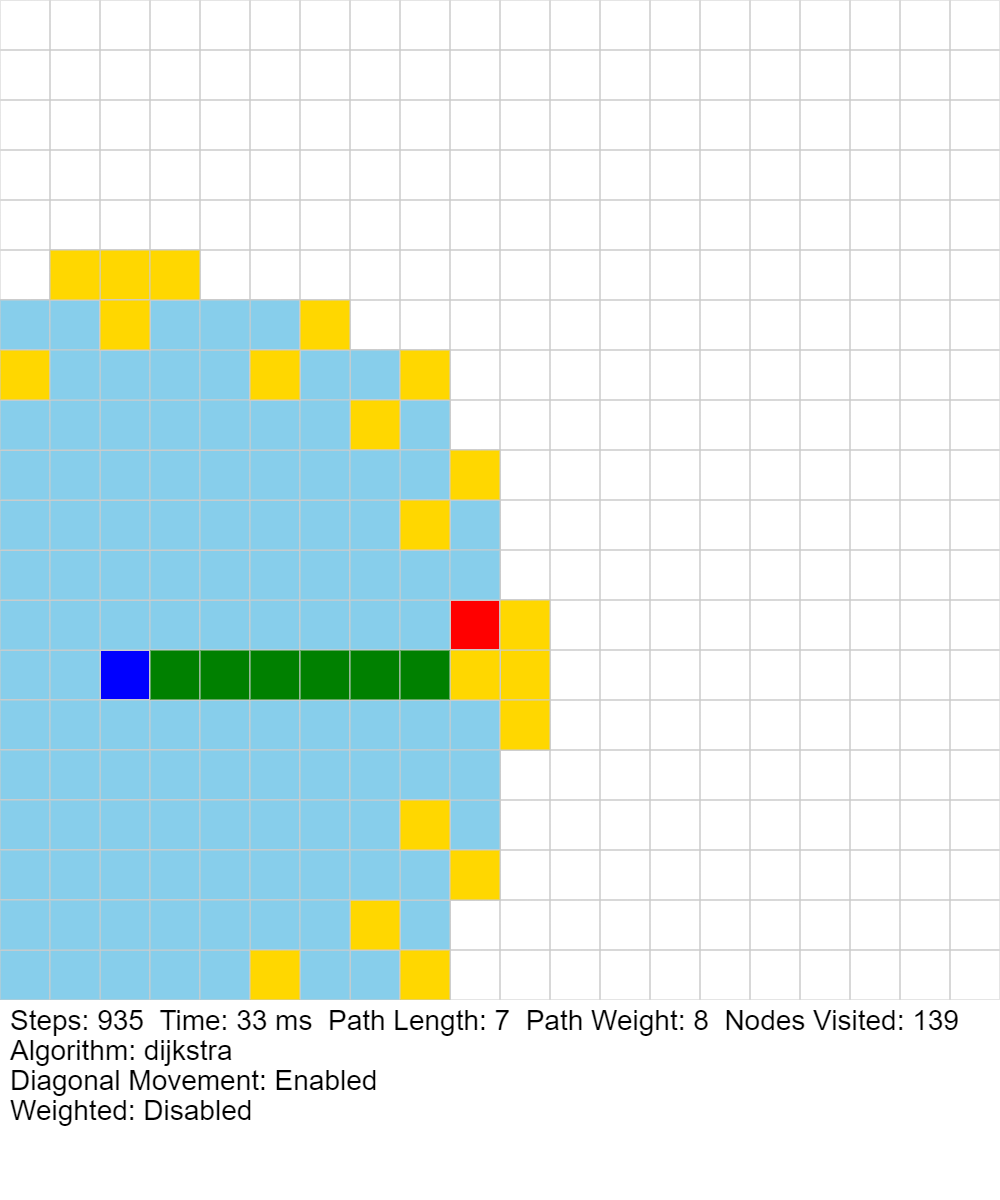 Steps: 935  Time: 33 ms  Path Length: 7  Path Weight: 8  Nodes Visited: 139
Algorithm: dijkstra
Diagonal Movement: Enabled
Weighted: Disabled